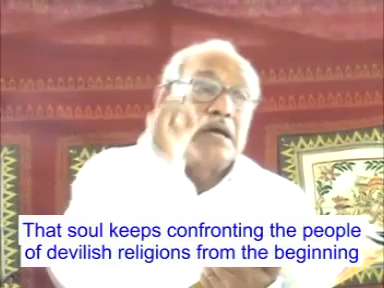 That soul keeps confronting the people
of devilish religions from the beginning